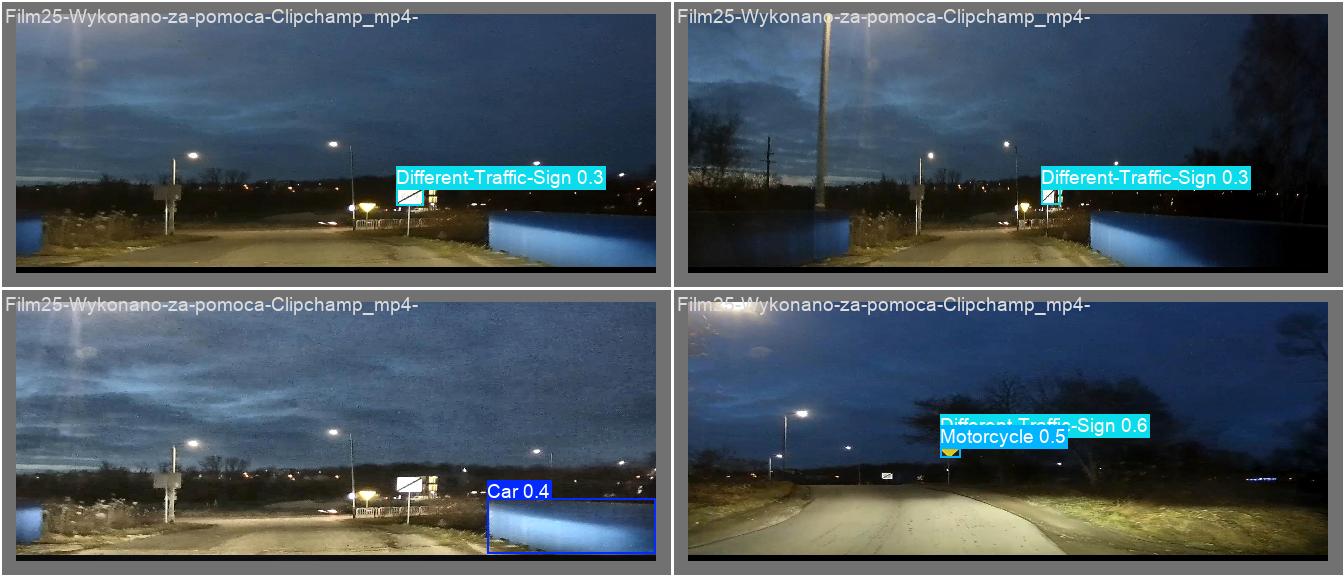 Film25-Wykonano-za-pomoca-Clipchamp_mp4-
Different-Traffic-Sign 0.3
Film25-Wykonano-za-pomoca-Clipchamp_mp4-
Different-Traffic-Sign 0.3
Film25-Wykonano-za-pomoca-Clipchamp_mp4-
Car 0.4
Film25-Wykonano-za-pomoca-Clipchamp_mp4-
Different-Traffic-Sign 0.6
Motorcycle 0.5